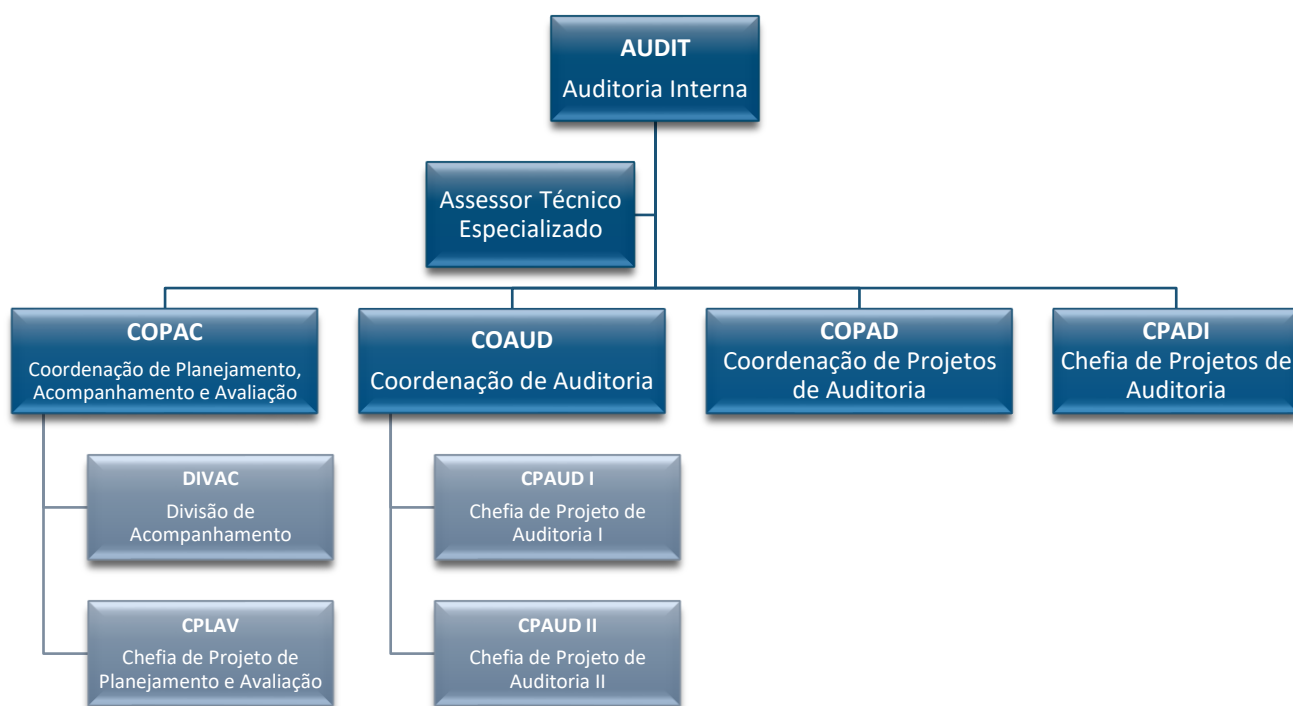 AUDIT
Auditoria Interna
Assessor Técnico
Especializado
COPAC
Coordenação de Planejamento,
Acompanhamento e Avaliação
COAUD
Coordenação de Auditoria
COPAD
Coordenação de Projetos
de Auditoria
CPADI
Chefia de Projetos de
Auditoria
DIVAC
Divisão de
Acompanhamento
CPAUD I
Chefia de Projeto de
Auditoria I
CPLAV
Chefia de Projeto de
Planejamento e Avaliação
CPAUD II
Chefia de Projeto de
Auditoria II